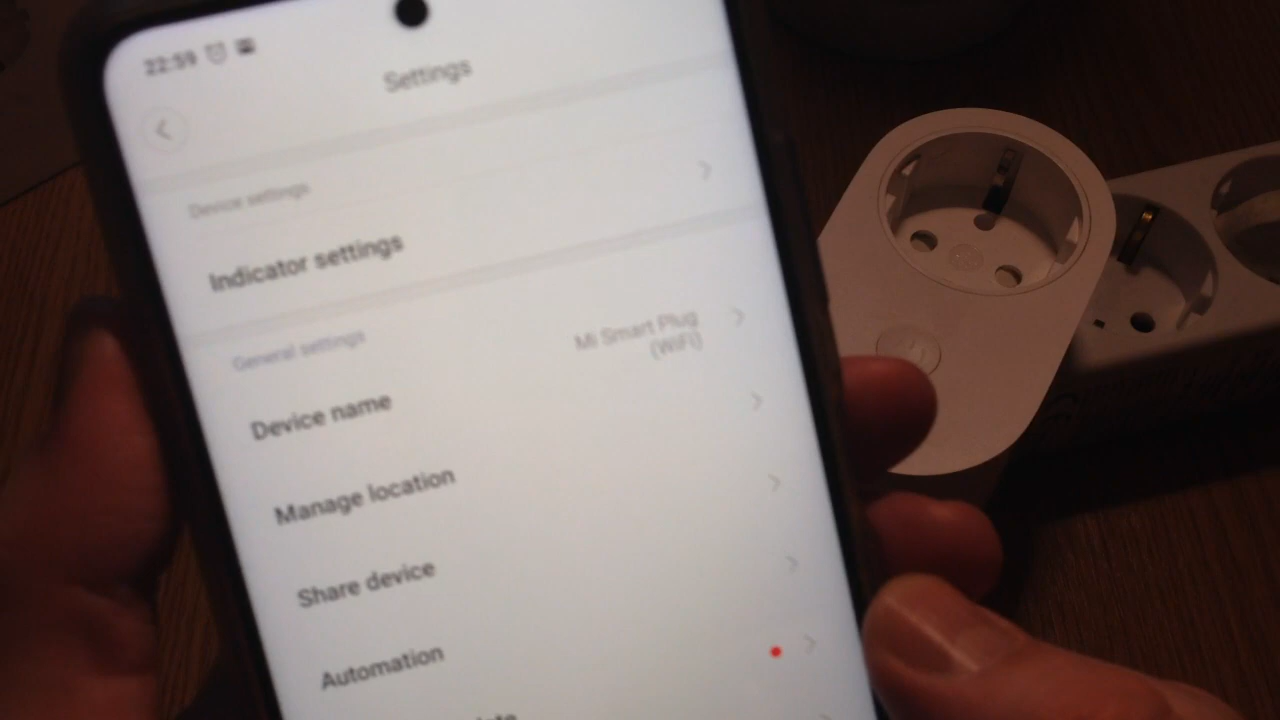 22:59
Settings
Device settings
Indicator settings
General settings
Device name
Mi Smart Plug
(WiFi)
Manage location
Share device
Automation